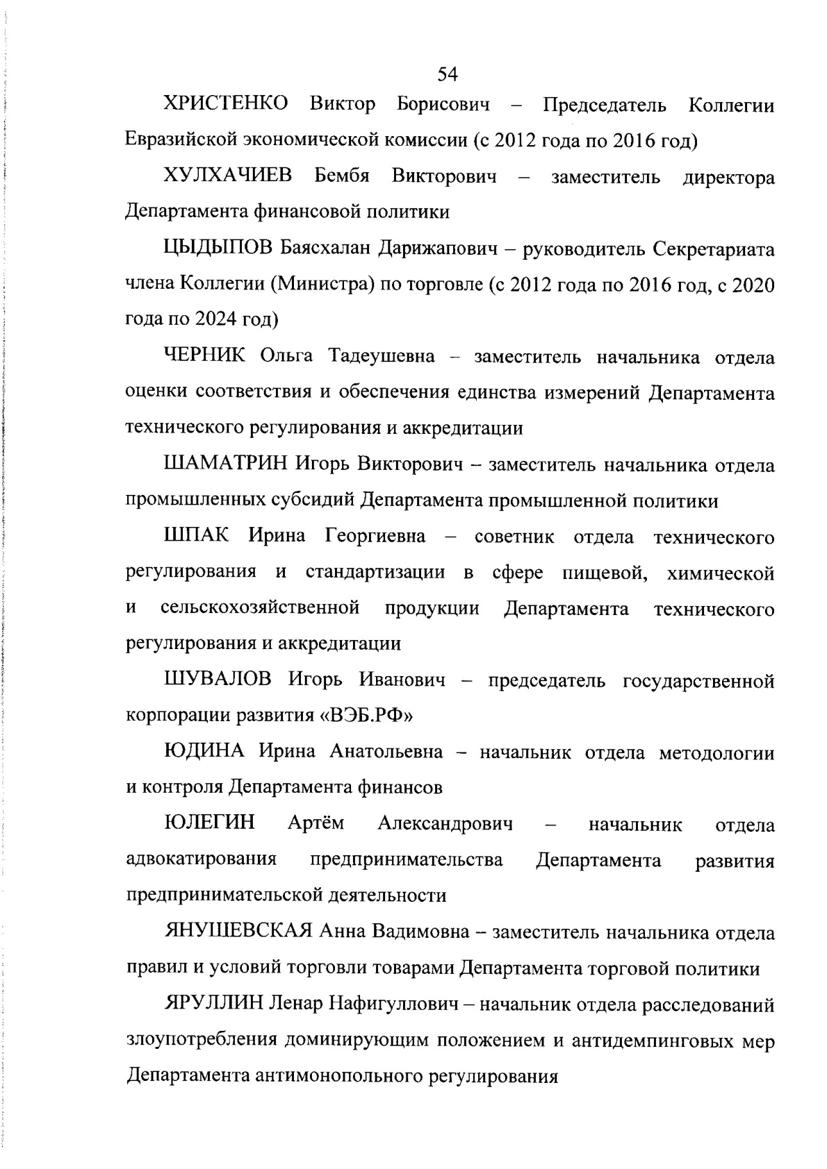 54
ХРИСТЕНКО Виктор Борисович – Председатель Коллегии
Евразийской экономической комиссии (с 2012 года по 2016 год)
ХУЛХАЧИЕВ Бембя Викторович – заместитель директора
Департамента финансовой политики
ЦЫДЫПОВ Баясхалан Дарижапович – руководитель Секретариата
члена Коллегии (Министра) по торговле (с 2012 года по 2016 год, с 2020
года по 2024 год)
ЧЕРНИК Ольга Тадеушевна – заместитель начальника отдела
оценки соответствия и обеспечения единства измерений Департамента
технического регулирования и аккредитации
ШАМАТРИН Игорь Викторович – заместитель начальника отдела
промышленных субсидий Департамента промышленной политики
ШПАК Ирина Георгиевна – советник отдела технического
регулирования и стандартизации в сфере пищевой, химической
и сельскохозяйственной продукции Департамента технического
регулирования и аккредитации
ШУВАЛОВ Игорь Иванович – председатель государственной
корпорации развития «ВЭБ.РФ»
ЮДИНА Ирина Анатольевна – начальник отдела методологии
и контроля Департамента финансов
ЮЛЕГИН Артём Александрович – начальник отдела
адвокатирования предпринимательства Департамента развития
предпринимательской деятельности
ЯНУШЕВСКАЯ Анна Вадимовна – заместитель начальника отдела
правил и условий торговли товарами Департамента торговой политики
ЯРУЛЛИН Ленар Нафигуллович – начальник отдела расследований
злоупотребления доминирующим положением и антидемпинговых мер
Департамента антимонопольного регулирования